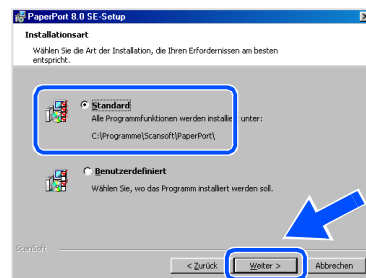 PaperPort 8.0 SE-Setup
Installationsart
Wählen Sie die Art der Installation, die Ihren Erfordernissen am besten
entspricht.
Standard
Alle Programmfunktionen werden installiert unter:
C:\Programme\Scansoft\PaperPort\
Benutzerdefiniert
Wählen Sie, wo das Programm installiert werden soll.
ScanSoft
< Zurück Weiter > Abbrechen